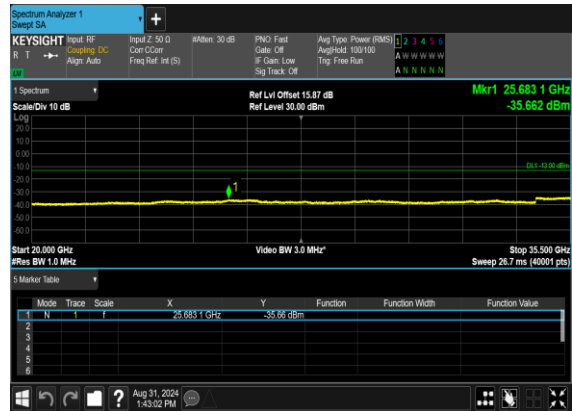 Spectrum Analyzer 1
Swept SA
KEYSIGHT Input: RF Input Z: 50 Ω #Atten: 30 dB PNO: Fast Avg Type: Power (RMS) 1 2 3 4 5 6
R T Coupling: DC Corr CCorr Gate: Off Avg|Hold: 100/100 A W W W W W
Align: Auto Freq Ref: Int (S) IF Gain: Low Trig: Free Run
Sig Track: Off A N N N N N
1 Spectrum Ref Lvl Offset 15.87 dB Mkr1 25.683 1 GHz
Scale/Div 10 dB Ref Level 30.00 dBm -35.662 dBm
Log
20.0
10.0
0.00
-10.0 DL1 -13.00 dBm
-20.0
-30.0 1
-40.0
-50.0
-60.0
Start 20.000 GHz Video BW 3.0 MHz* Stop 35.500 GHz
#Res BW 1.0 MHz Sweep 26.7 ms (40001 pts)
5 Marker Table
Mode Trace Scale X Y Function Function Width Function Value
1 N 1 f 25.683 1 GHz -35.66 dBm
2
3
4
5
6
Aug 31, 2024
1:43:02 PM